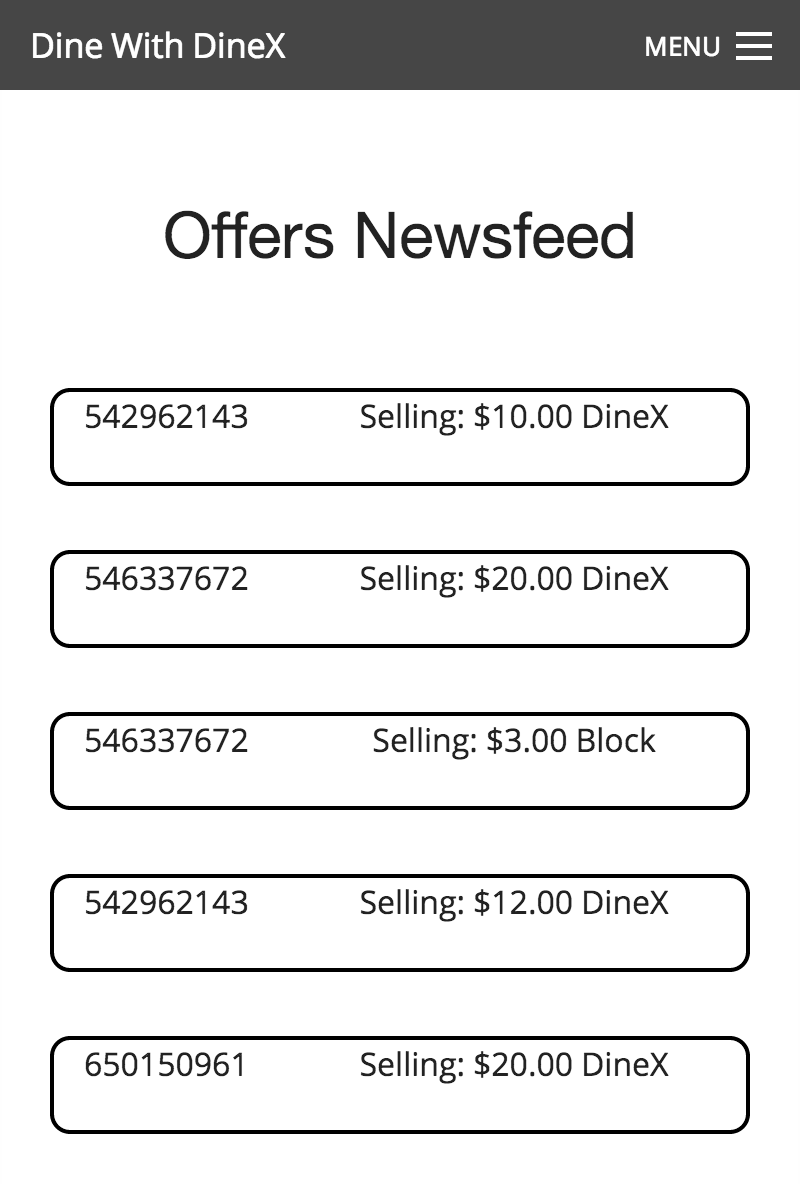 Dine With DineX MENU
Offers Newsfeed
542962143 Selling: $10.00 DineX
546337672 Selling: $20.00 DineX
546337672 Selling: $3.00 Block
542962143 Selling: $12.00 DineX
650150961 Selling: $20.00 DineX